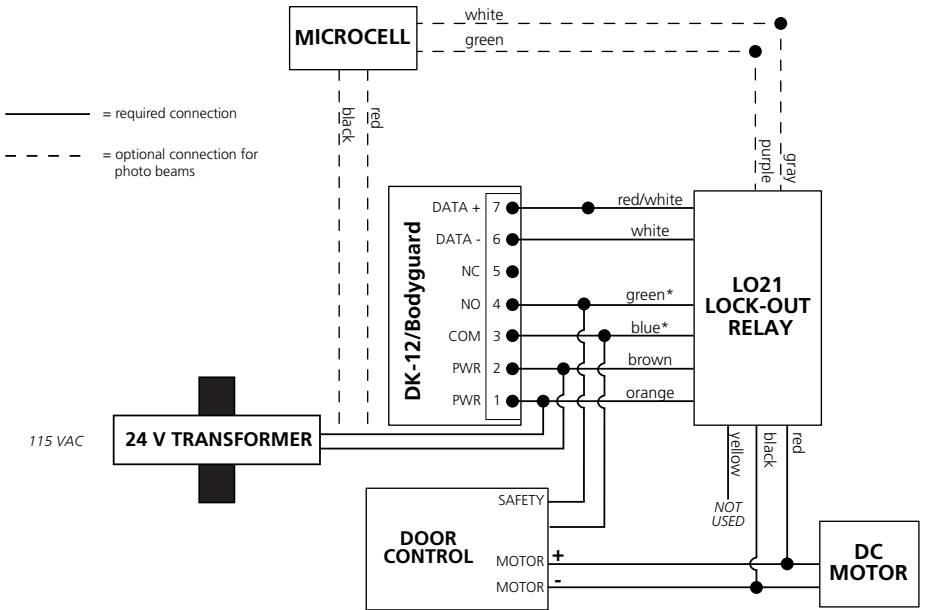 white
MICROCELL
green
black
red
= required connection
= optional connection for
photo beams
purple
gray
DK-12/Bodyguard
DATA + 7
red/white
DATA - 6
white
NC 5
NO 4
green*
COM 3
blue*
PWR 2
brown
PWR 1
orange
LO21
LOCK-OUT
RELAY
115 VAC
24 V TRANSFORMER
yellow
black
red
NOT
USED
SAFETY
DOOR
CONTROL
MOTOR +
MOTOR -
DC
MOTOR